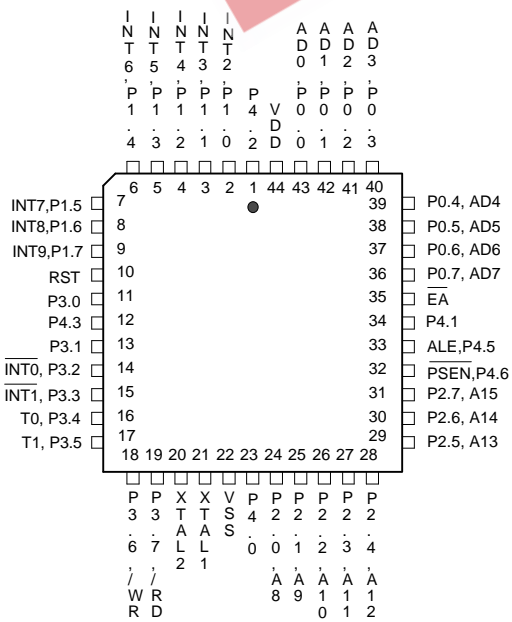 INT6,P1.4
INT5,P1.3
INT4,P1.2
INT3,P1.1
INT2,P1.0
P4.2
VDD
AD0,P0.0
AD1,P0.1
AD2,P0.2
AD3,P0.3
6 5 4 3 2 1 44 43 42 41 40
INT7,P1.5 7
INT8,P1.6 8
INT9,P1.7 9
RST 10
P3.0 11
P4.3 12
P3.1 13
INT0, P3.2 14
INT1, P3.3 15
T0, P3.4 16
T1, P3.5 17
39 P0.4, AD4
38 P0.5, AD5
37 P0.6, AD6
36 P0.7, AD7
35 EA
34 P4.1
33 ALE,P4.5
32 PSEN,P4.6
31 P2.7, A15
30 P2.6, A14
29 P2.5, A13
18 19 20 21 22 23 24 25 26 27 28
P3.6,/WR
P3.7,/RD
XTAL2
XTAL1
VSS
P4.0
P2.0,A8
P2.1,A9
P2.2,A10
P2.3,A11
P2.4,A12